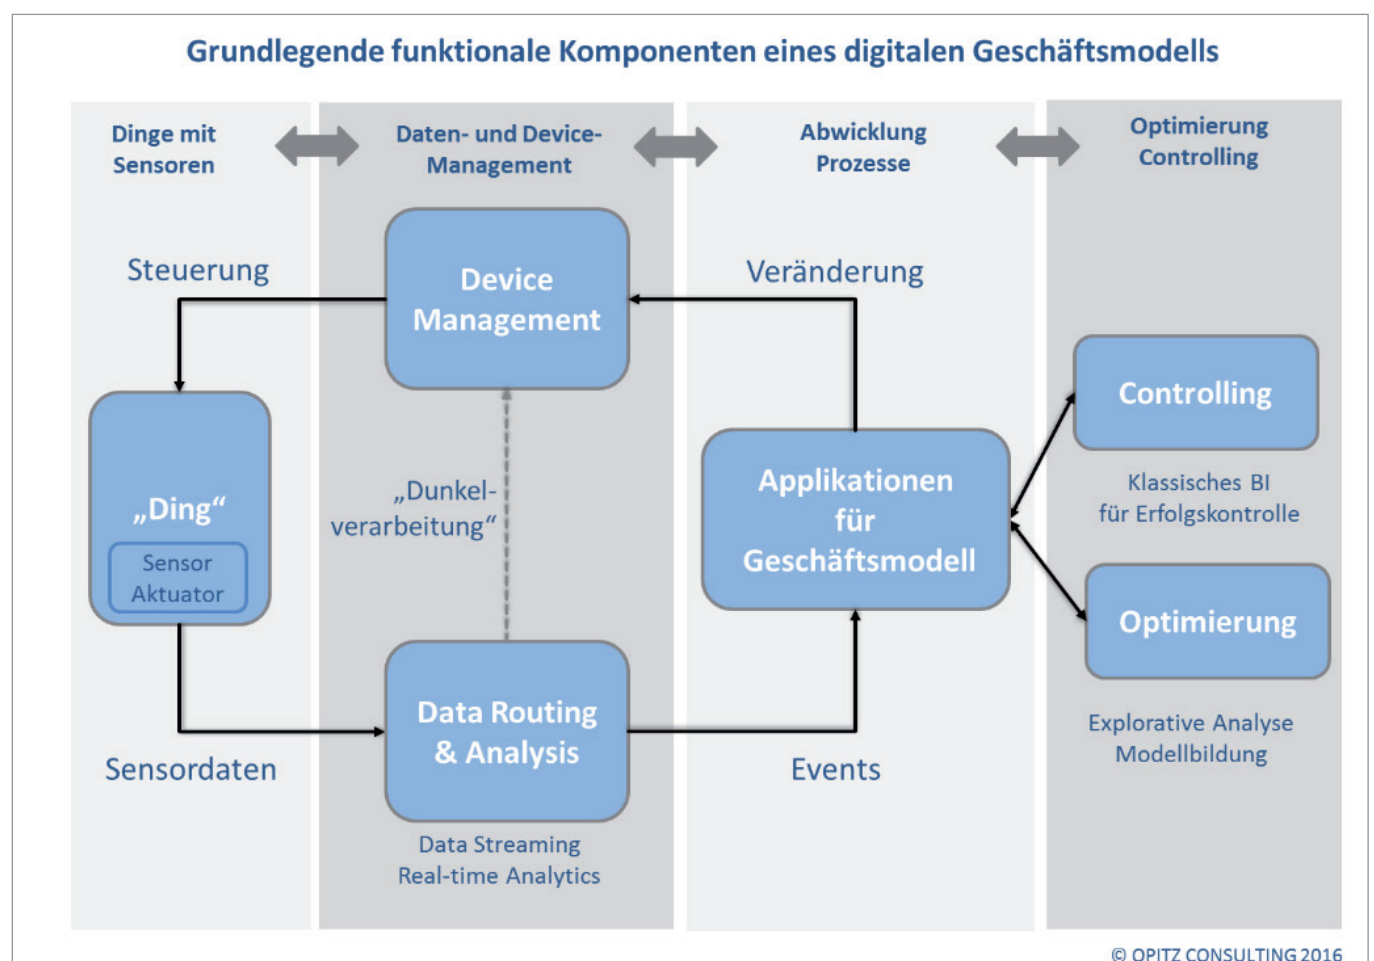 Grundlegende funktionale Komponenten eines digitalen Geschäftsmodells
Dinge mit
Sensoren
Daten- und Device-
Management
Abwicklung
Prozesse
Optimierung
Controlling
Steuerung
Device
Management
Veränderung
Controlling
Klassisches BI
für Erfolgskontrolle
„Ding“
Sensor
Aktuator
„Dunkel-
verarbeitung“
Applikationen
für
Geschäftsmodell
Optimierung
Explorative Analyse
Modellbildung
Sensordaten
Data Routing
& Analysis
Events
Data Streaming
Real-time Analytics
© OPITZ CONSULTING 2016